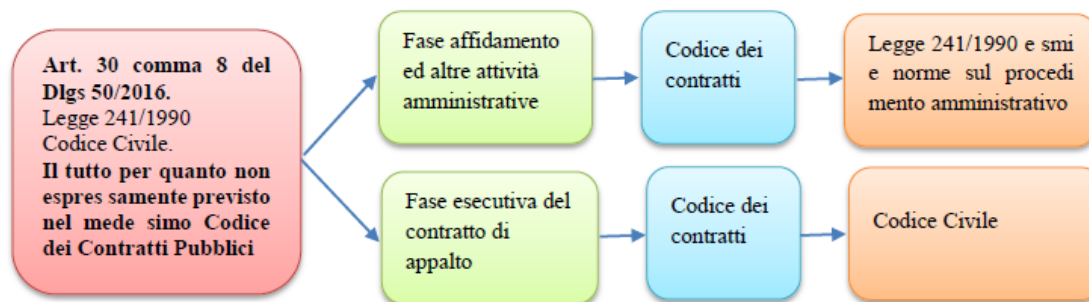 Art. 30 comma 8 del
Dlgs 50/2016.
Legge 241/1990
Codice Civile.
Il tutto per quanto non
espres samente previsto
nel mede simo Codice
dei Contratti Pubblici
Fase affidamento
ed altre attività
amministrative
Codice dei
contratti
Legge 241/1990 e smi
e norme sul procedi
mento amministrativo
Fase esecutiva del
contratto di
appalto
Codice dei
contratti
Codice Civile